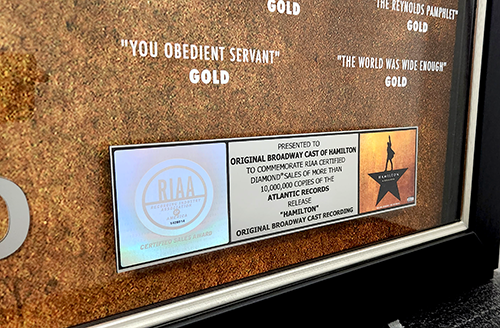 THE REYNOLDS PAMPHLET"
GOLD
GOLD
"YOU OBEDIENT SERVANT"
GOLD
"THE WORLD WAS WIDE ENOUGH"
GOLD
RIAA
CERTIFIED SALES AWARD
PRESENTED TO
ORIGINAL BROADWAY CAST OF HAMILTON
TO COMMEMORATE RIAA CERTIFIED
DIAMOND* SALES OF MORE THAN
10,000,000 COPIES OF THE
ATLANTIC RECORDS
RELEASE
"HAMILTON"
ORIGINAL BROADWAY CAST RECORDING
HAMILTON